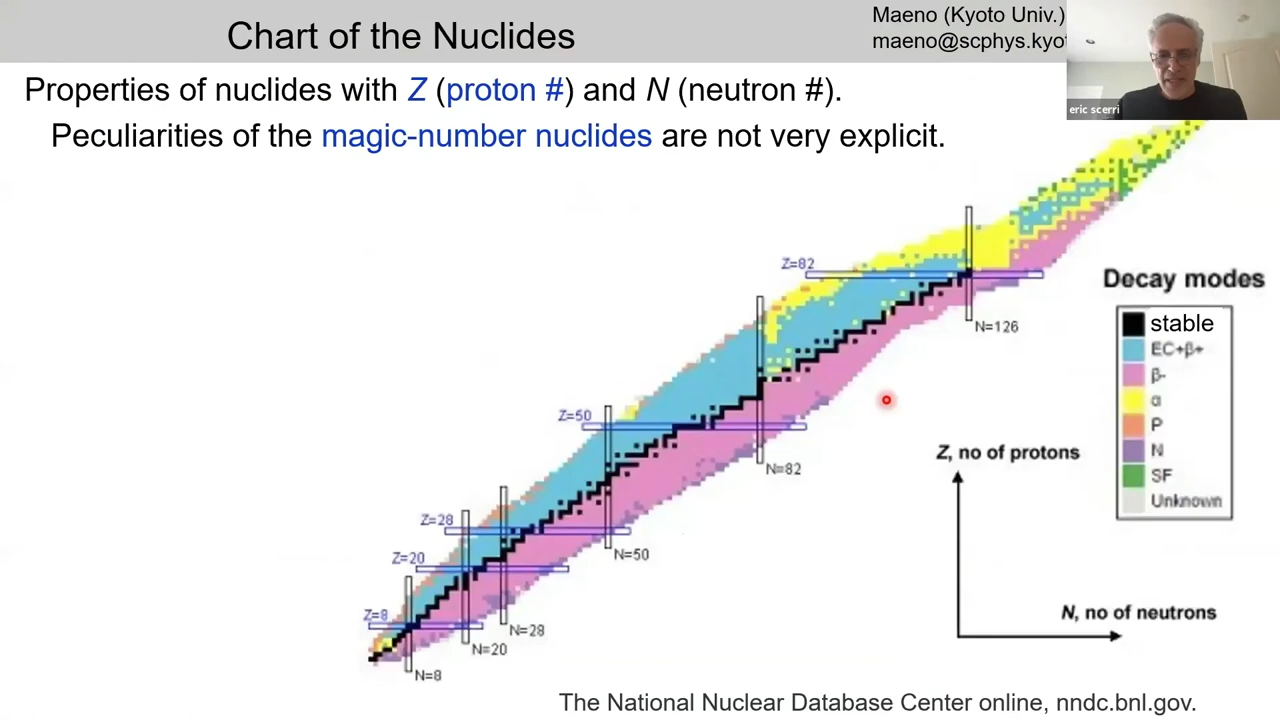 Chart of the Nuclides
Maeno (Kyoto Univ.)
maeno@scphys.kyot
eric scerri
Properties of nuclides with Z (proton #) and N (neutron #).
Peculiarities of the magic-number nuclides are not very explicit.
Z=82
N=126
Z=50
N=82
Z=28
N=50
Z=20
N=28
Z=8
N=20
N=8
Decay modes
stable
EC+β+
β-
α
P
N
SF
Unknown
Z, no of protons
N, no of neutrons
The National Nuclear Database Center online, nndc.bnl.gov.